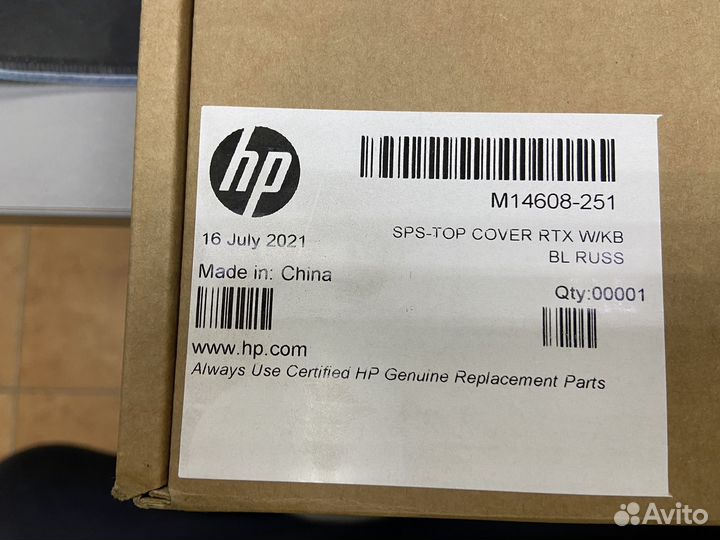 hp
M14608-251
16 July 2021
SPS-TOP COVER RTX W/KB
BL RUSS
Made in: China
Qty:00001
www.hp.com
Always Use Certified HP Genuine Replacement Parts
Avito